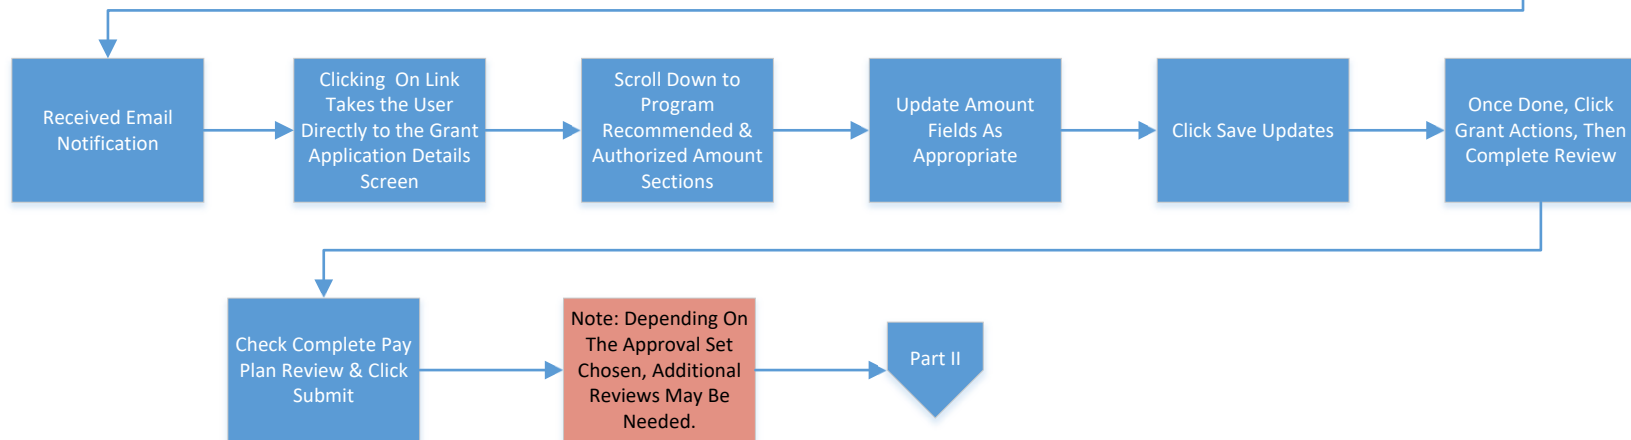 Received Email
Notification
Clicking On Link
Takes the User
Directly to the Grant
Application Details
Screen
Scroll Down to
Program
Recommended &
Authorized Amount
Sections
Update Amount
Fields As
Appropriate
Click Save Updates
Once Done, Click
Grant Actions, Then
Complete Review
Check Complete Pay
Plan Review & Click
Submit
Note: Depending On
The Approval Set
Chosen, Additional
Reviews May Be
Needed.
Part II